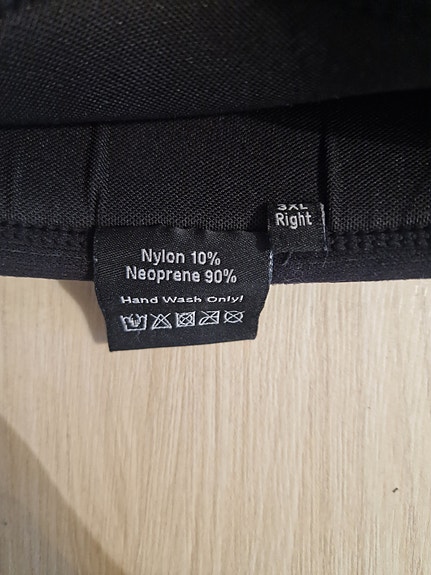 3XL
Right
Nylon 10%
Neoprene 90%
Hand Wash Only!